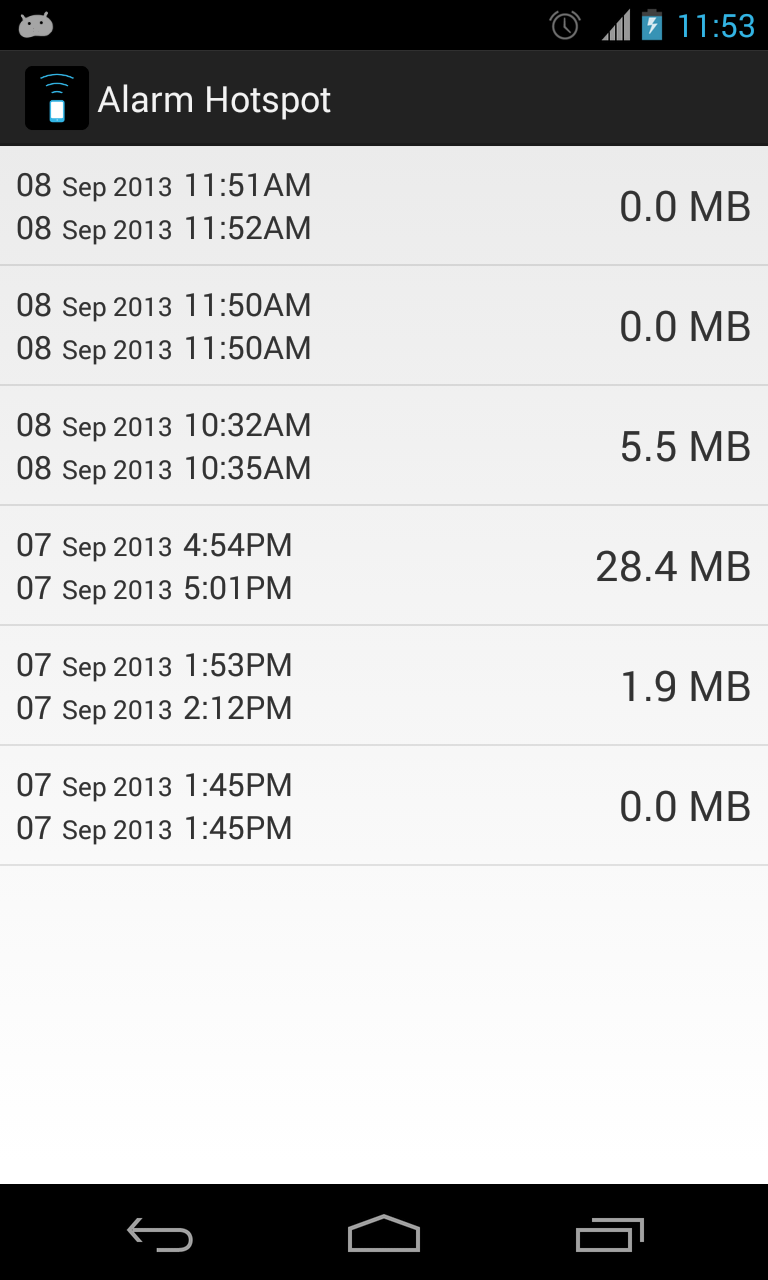 11:53
Alarm Hotspot
08 Sep 2013 11:51AM
08 Sep 2013 11:52AM
0.0 MB
08 Sep 2013 11:50AM
08 Sep 2013 11:50AM
0.0 MB
08 Sep 2013 10:32AM
08 Sep 2013 10:35AM
5.5 MB
07 Sep 2013 4:54PM
07 Sep 2013 5:01PM
28.4 MB
07 Sep 2013 1:53PM
07 Sep 2013 2:12PM
1.9 MB
07 Sep 2013 1:45PM
07 Sep 2013 1:45PM
0.0 MB